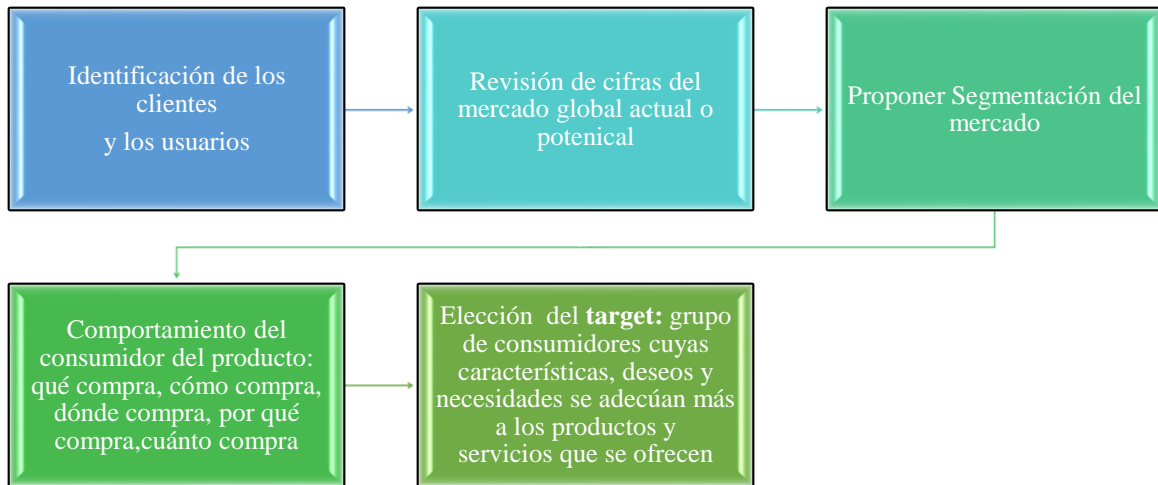 Identificación de los
clientes
y los usuarios
Revisión de cifras del
mercado global actual o
potenical
Proponer Segmentación del
mercado
Comportamiento del
consumidor del producto:
qué compra, cómo compra,
dónde compra, por qué
compra,cuánto compra
Elección del target: grupo
de consumidores cuyas
características, deseos y
necesidades se adecúan más
a los productos y
servicios que se ofrecen